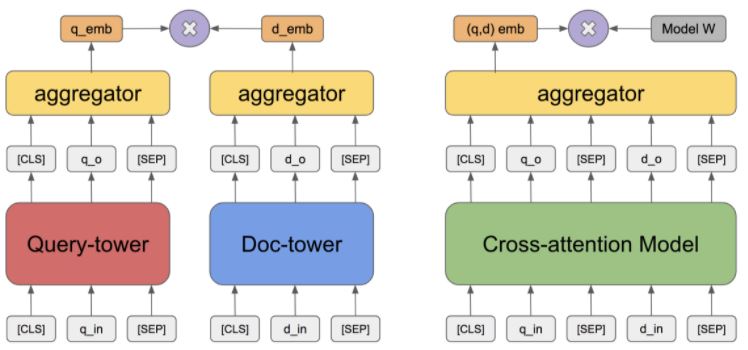 q_emb
d_emb
(q,d) emb
Model W
aggregator
aggregator
aggregator
[CLS] q_o [SEP]
[CLS] d_o [SEP]
[CLS] q_o [SEP] d_o [SEP]
Query-tower
Doc-tower
Cross-attention Model
[CLS] q_in [SEP]
[CLS] d_in [SEP]
[CLS] q_in [SEP] d_in [SEP]